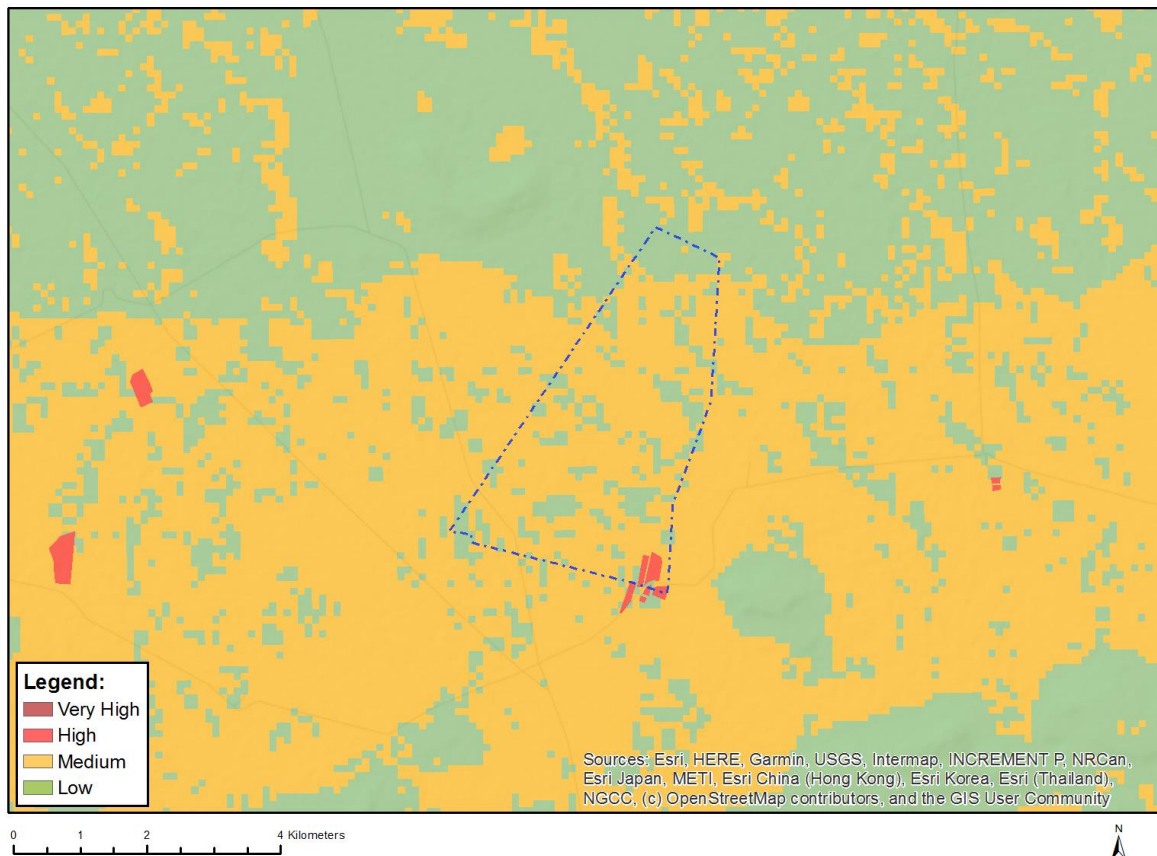 Legend:
Very High
High
Medium
Low
Sources: Esri, HERE, Garmin, USGS, Intermap, INCREMENT P, NRCan,
Esri Japan, METI, Esri China (Hong Kong), Esri Korea, Esri (Thailand),
NGCC, (c) OpenStreetMap contributors, and the GIS User Community
0 1 2 4 Kilometers
N